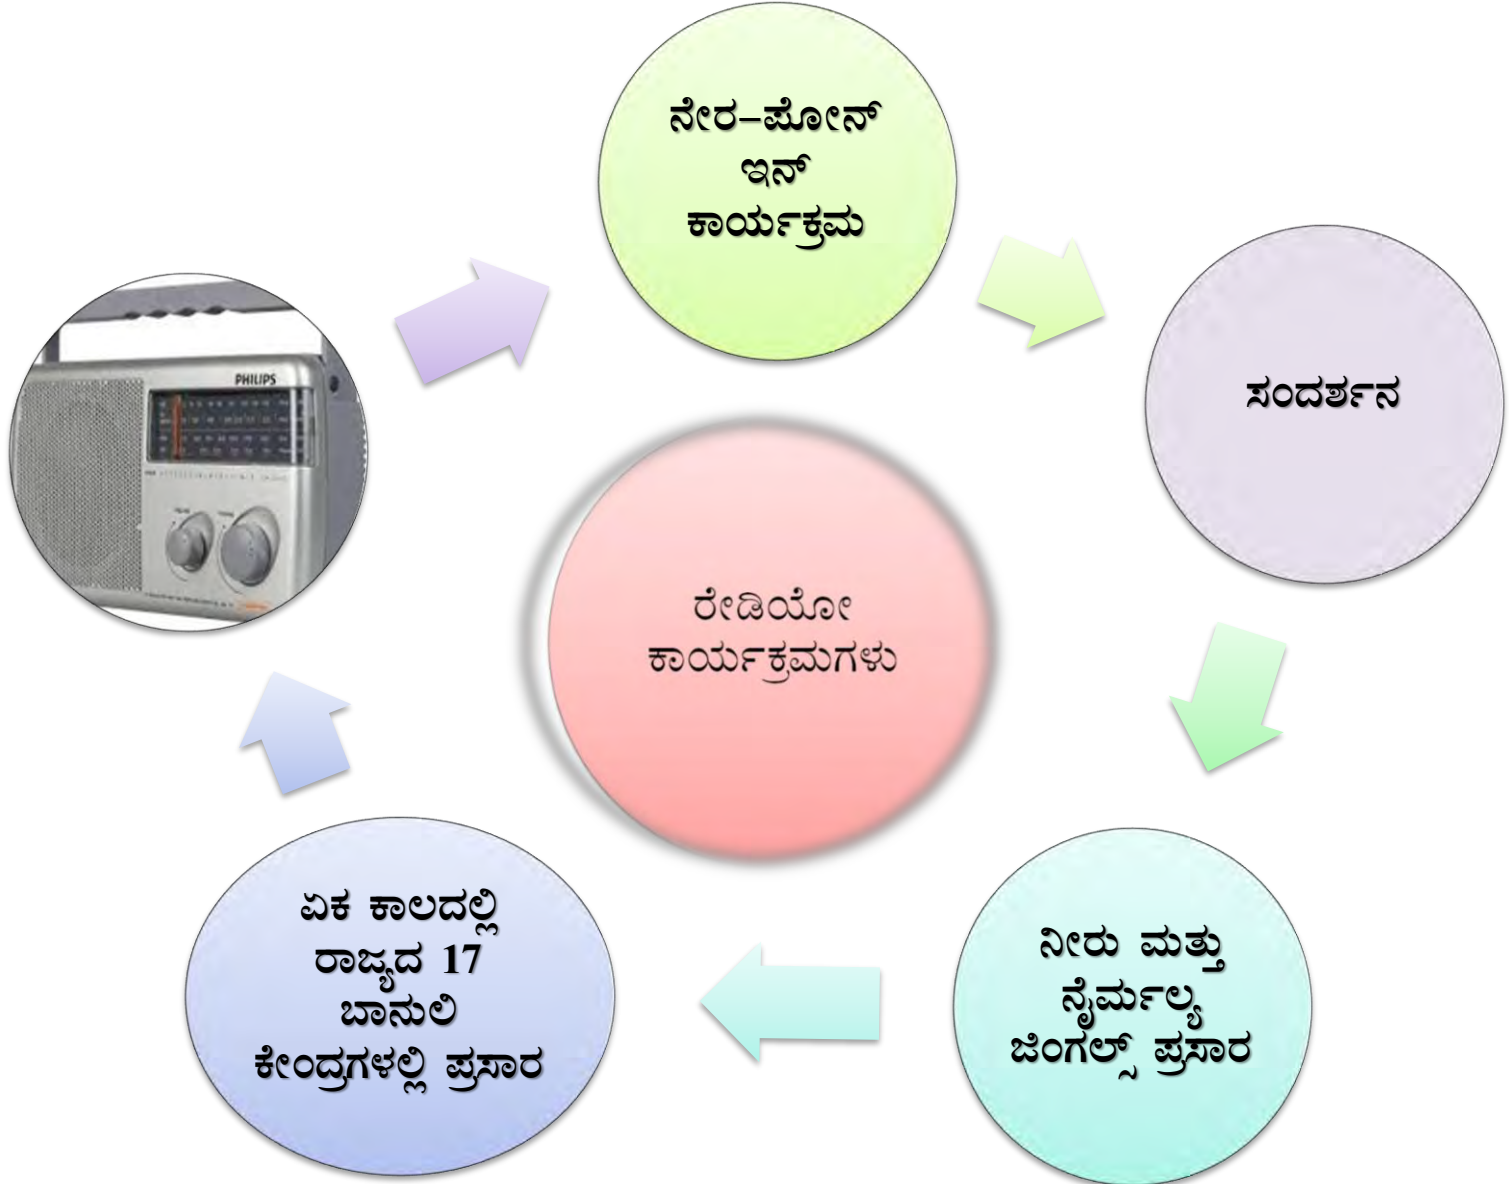 ನೇರ–ಪೋನ್
ಇನ್
ಕಾರ್ಯಕ್ರಮ
ಸಂದರ್ಶನ
PHILIPS
ರೇಡಿಯೋ
ಕಾರ್ಯಕ್ರಮಗಳು
ಏಕ ಕಾಲದಲ್ಲಿ
ರಾಜ್ಯದ 17
ಬಾನುಲಿ
ಕೇಂದ್ರಗಳಲ್ಲಿ ಪ್ರಸಾರ
ನೀರು ಮತ್ತು
ನೈರ್ಮಲ್ಯ
ಜಿಂಗಲ್ಸ್ ಪ್ರಸಾರ